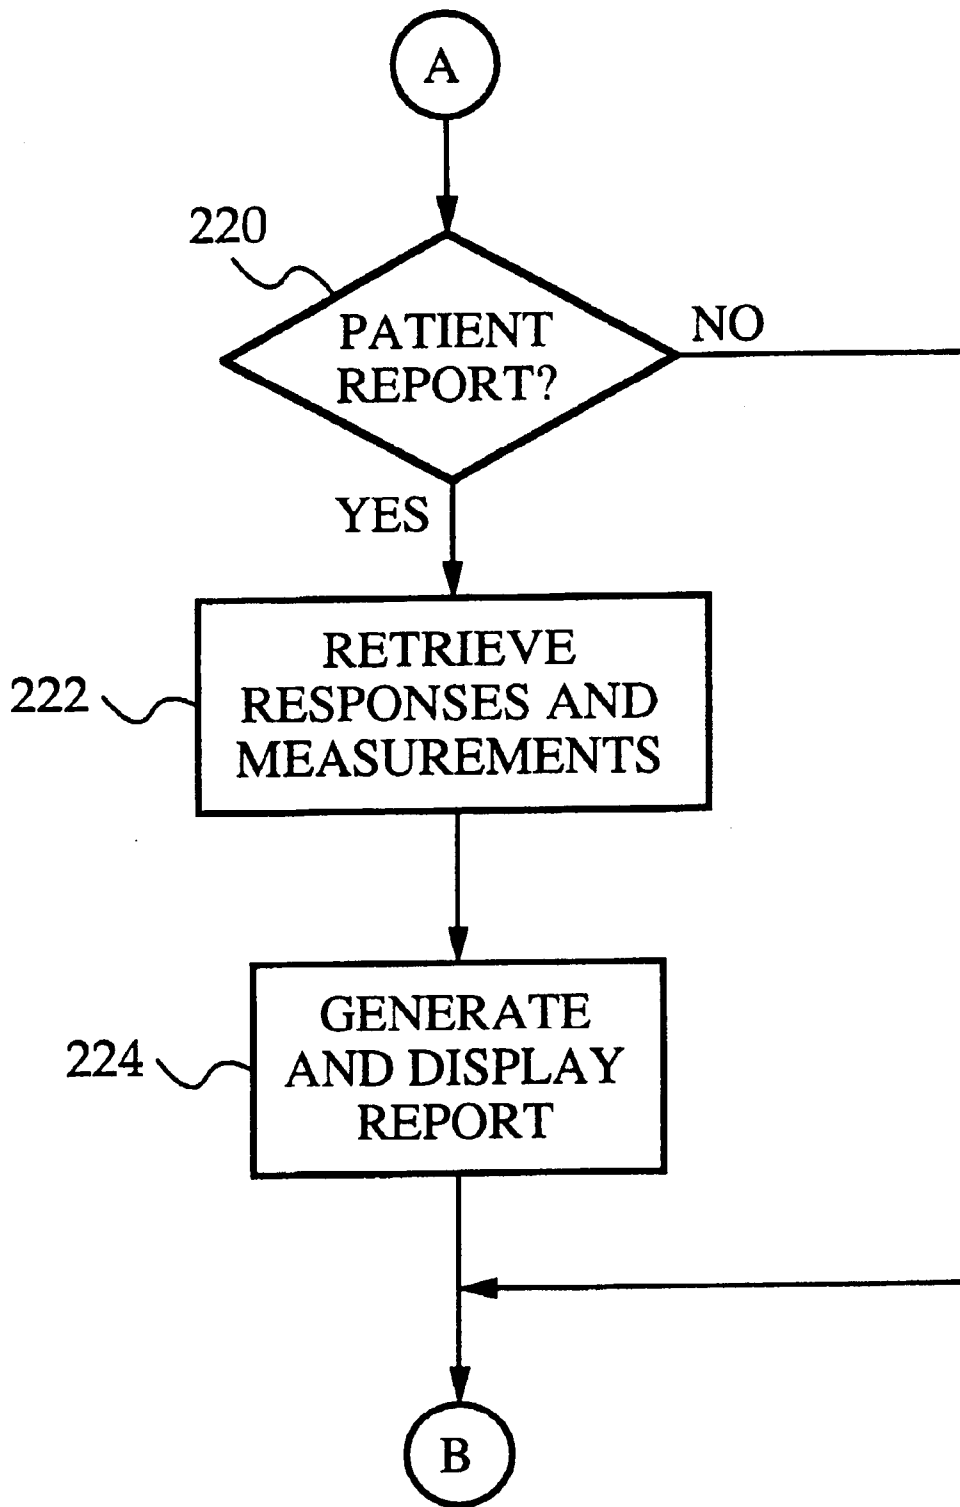 A
220
PATIENT
REPORT?
NO
YES
222
RETRIEVE
RESPONSES AND
MEASUREMENTS
224
GENERATE
AND DISPLAY
REPORT
B